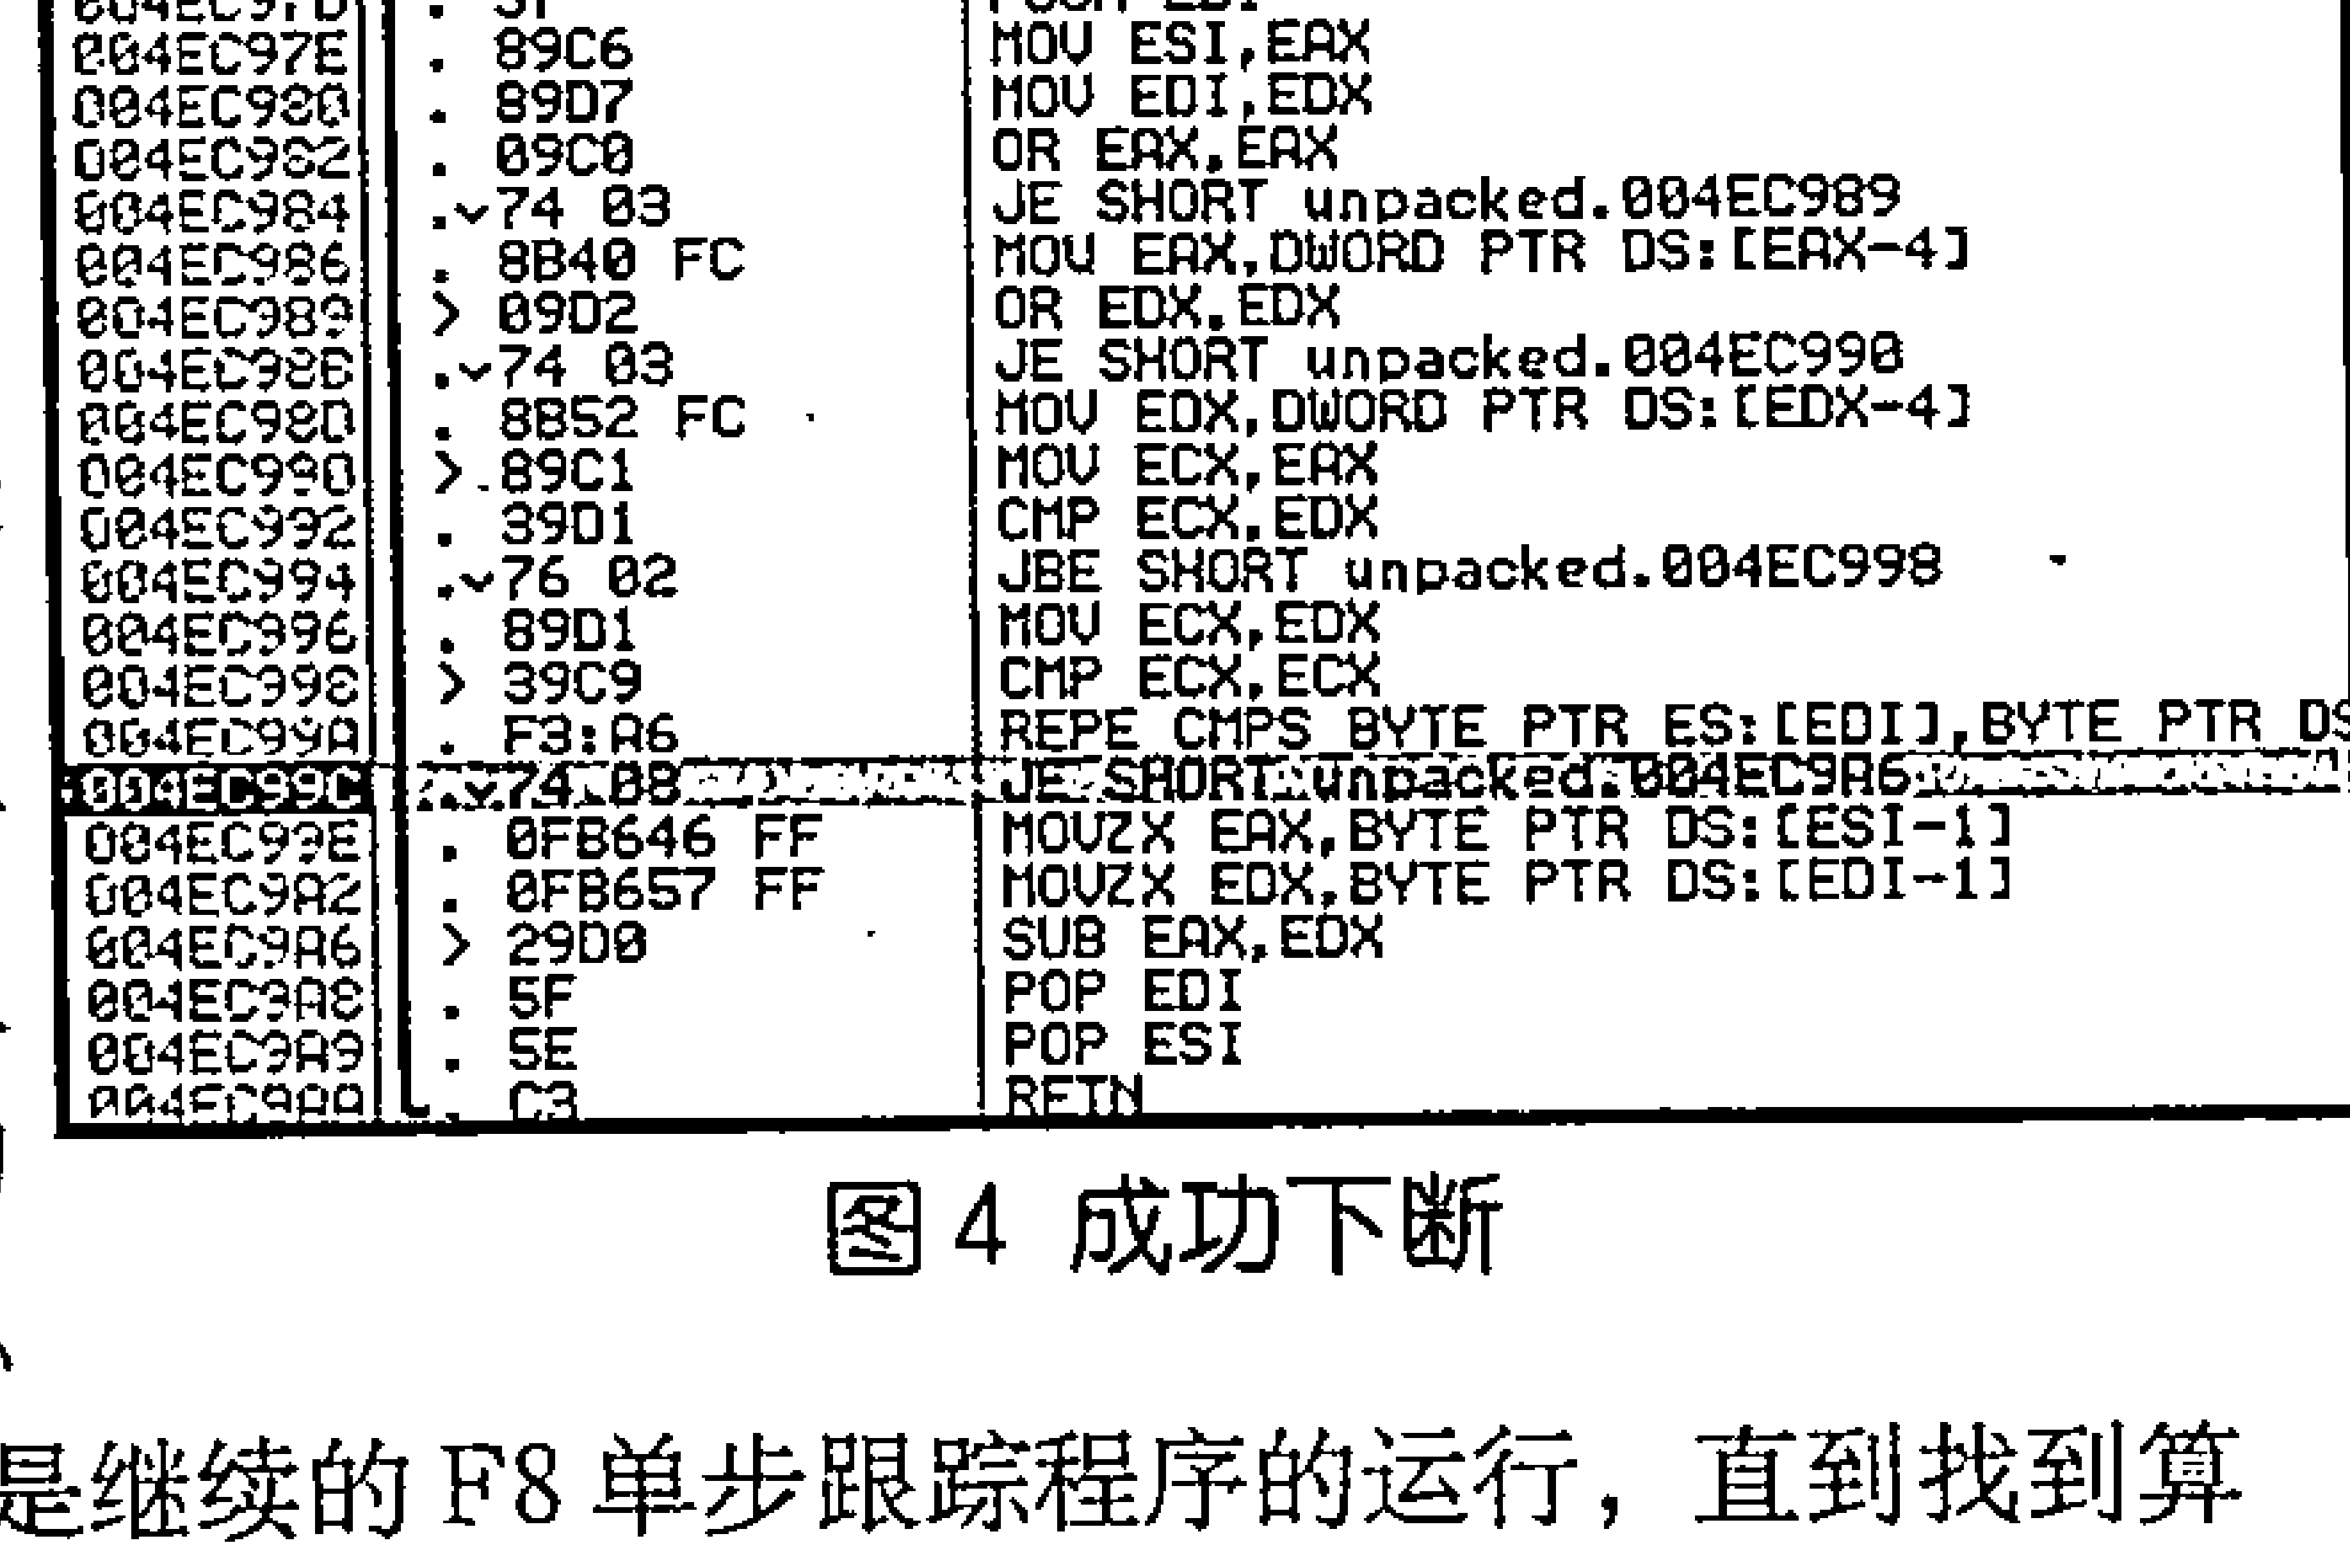 004EC97D . 5F PUSH EDI
004EC97E . 89C6 MOV ESI,EAX
004EC980 . 89D7 MOV EDI,EDX
004EC982 . 09C0 OR EAX,EAX
004EC984 .v74 03 JE SHORT unpacked.004EC989
004EC986 . 8B40 FC MOV EAX,DWORD PTR DS:[EAX-4]
004EC989 > 09D2 OR EDX,EDX
004EC98B .v74 03 JE SHORT unpacked.004EC990
004EC98D . 8B52 FC MOV EDX,DWORD PTR DS:[EDX-4]
004EC990 > 89C1 MOV ECX,EAX
004EC992 . 39D1 CMP ECX,EDX
004EC994 .v76 02 JBE SHORT unpacked.004EC998
004EC996 . 89D1 MOV ECX,EDX
004EC998 > 39C9 CMP ECX,ECX
004EC99A . F3:A6 REPE CMPS BYTE PTR ES:[EDI],BYTE PTR DS
004EC99C .v74 08 JE SHORT unpacked.004EC9A6
004EC99E . 0FB646 FF MOVZX EAX,BYTE PTR DS:[ESI-1]
004EC9A2 . 0FB657 FF MOVZX EDX,BYTE PTR DS:[EDI-1]
004EC9A6 > 29D0 SUB EAX,EDX
004EC9A8 . 5F POP EDI
004EC9A9 . 5E POP ESI
004EC9AA . C3 RETN
图4 成功下断
是继续的 F8 单步跟踪程序的运行，直到找到算